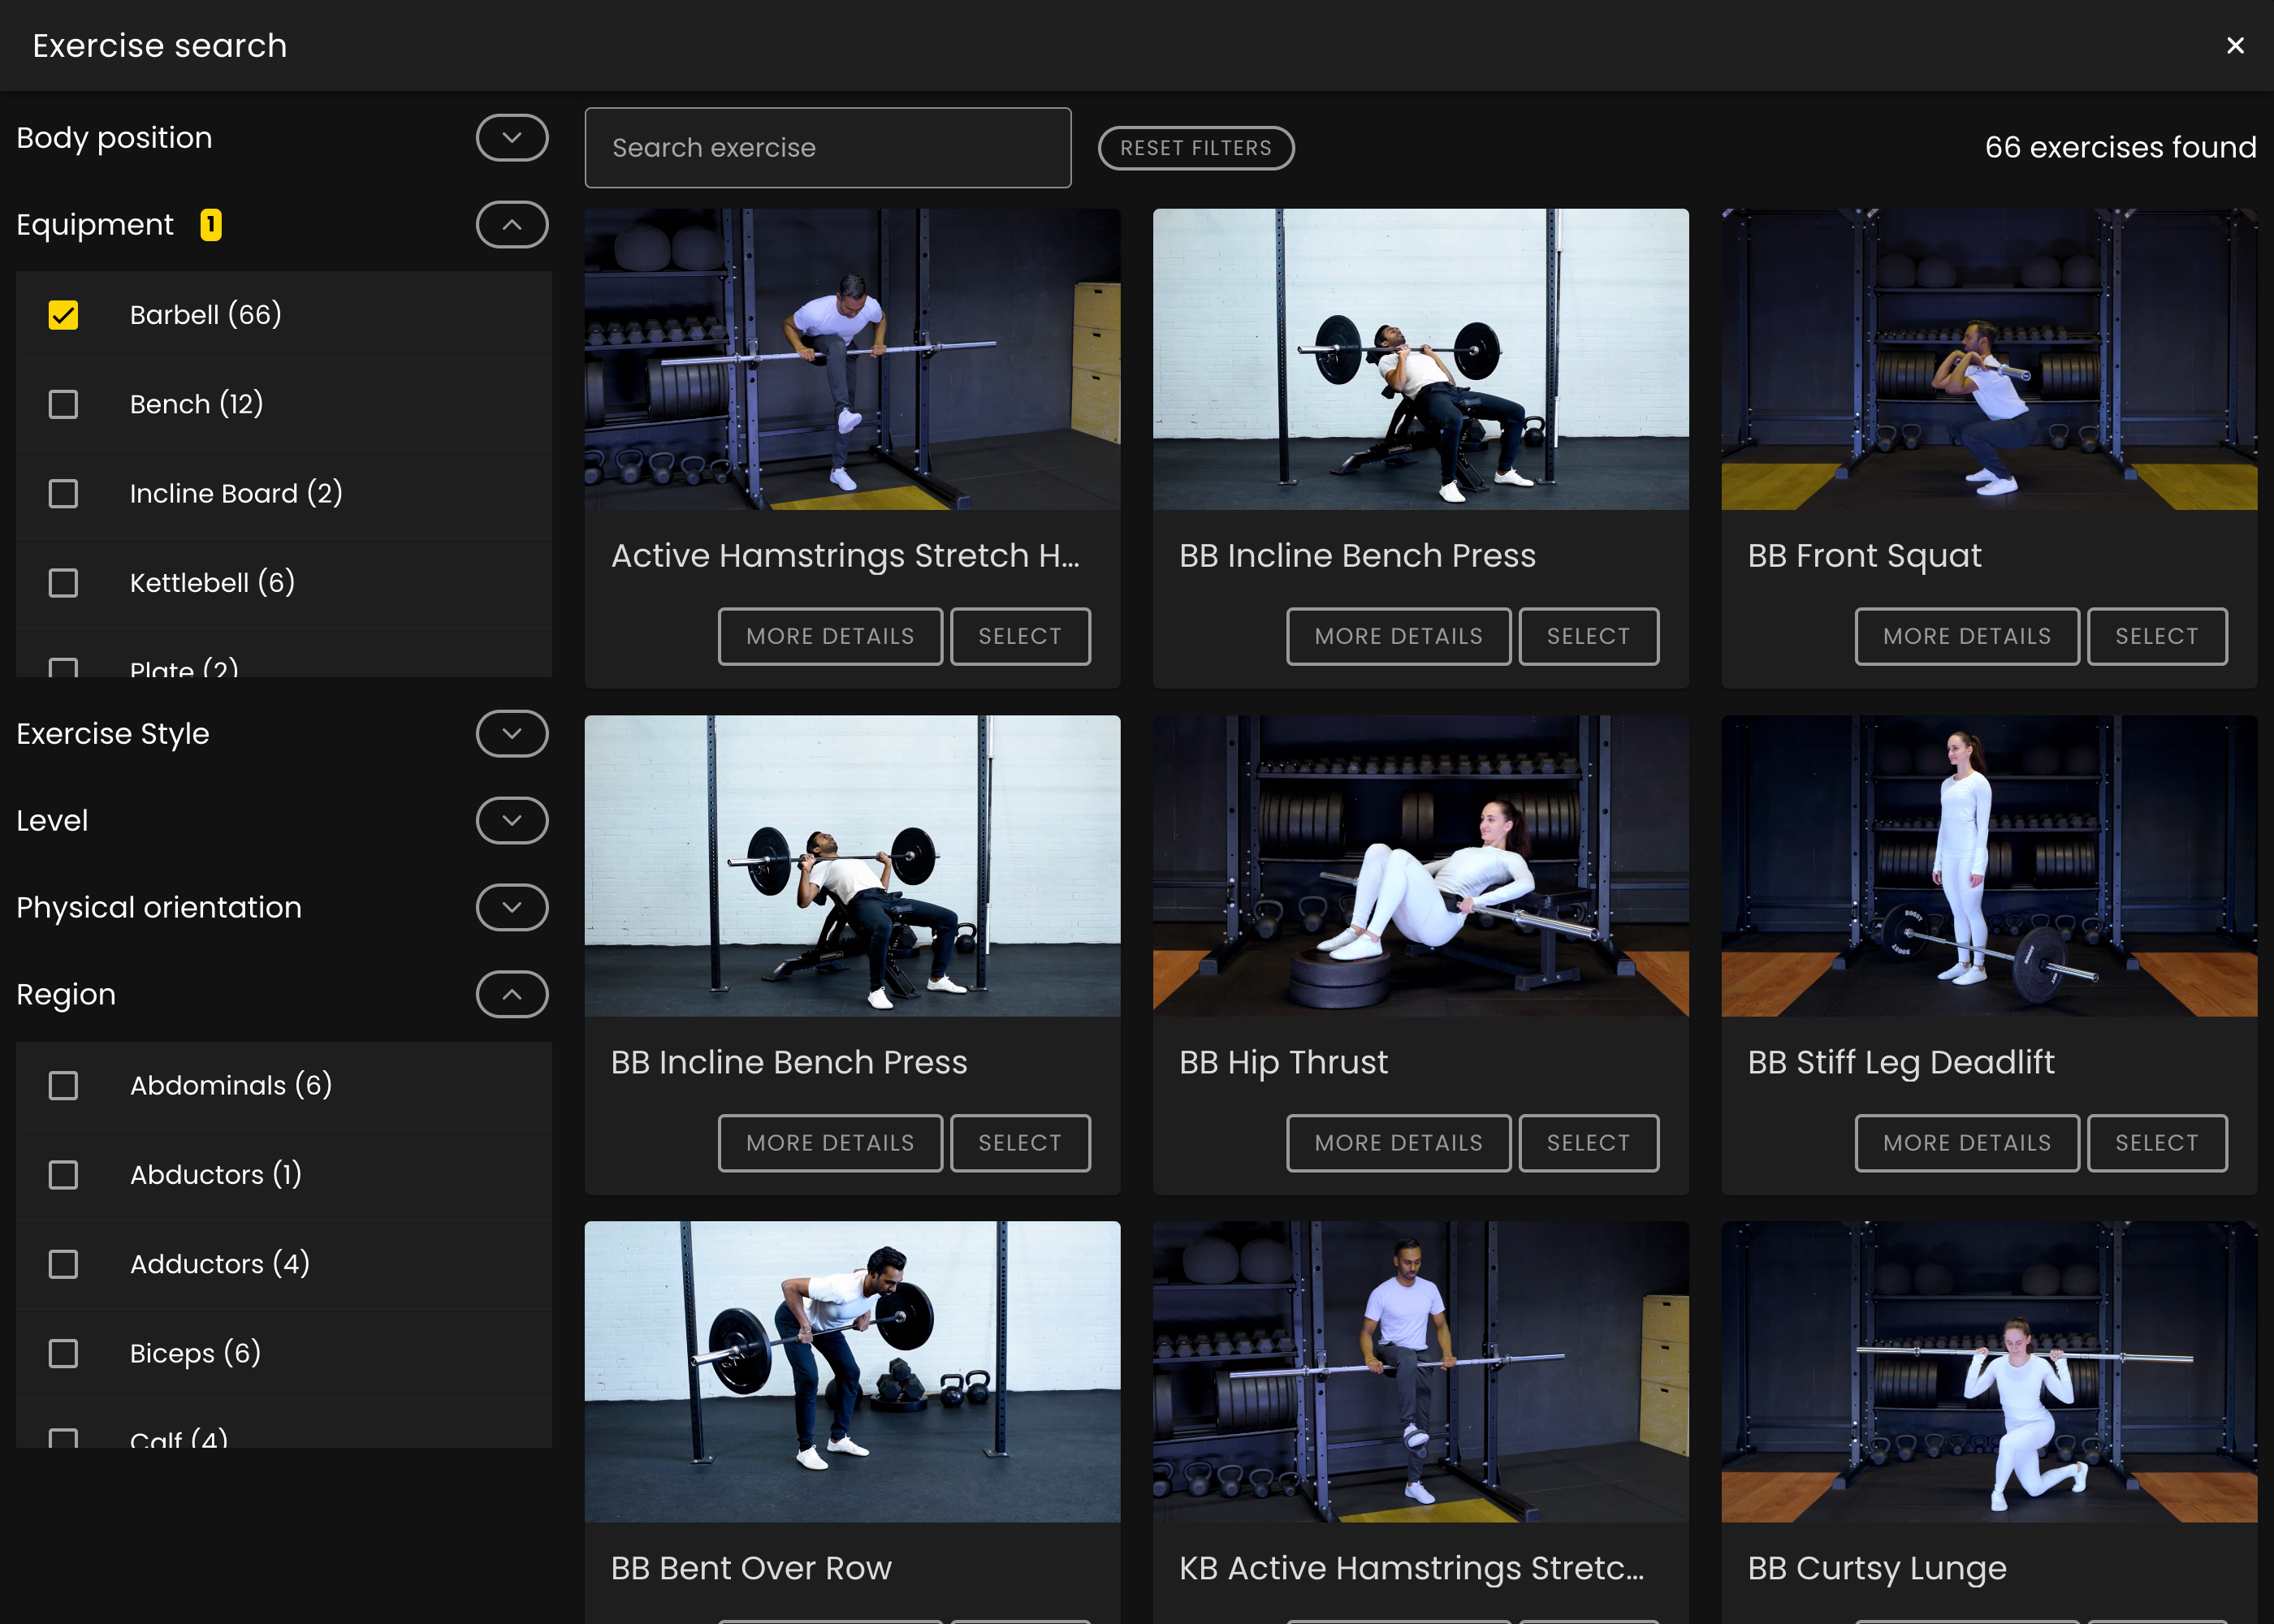 Exercise search
Body position
Equipment 1
Barbell (66)
Bench (12)
Incline Board (2)
Kettlebell (6)
Plate (2)
Exercise Style
Level
Physical orientation
Region
Abdominals (6)
Abductors (1)
Adductors (4)
Biceps (6)
Calf (4)
Search exercise
RESET FILTERS
66 exercises found
Active Hamstrings Stretch H...
MORE DETAILS SELECT
BB Incline Bench Press
MORE DETAILS SELECT
BB Front Squat
MORE DETAILS SELECT
BB Incline Bench Press
MORE DETAILS SELECT
BB Hip Thrust
MORE DETAILS SELECT
BB Stiff Leg Deadlift
MORE DETAILS SELECT
BB Bent Over Row
KB Active Hamstrings Stretc...
BB Curtsy Lunge